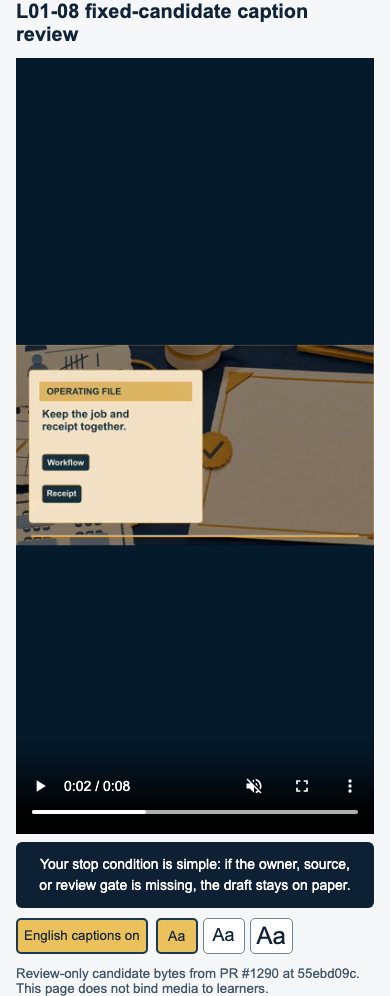 L01-08 fixed-candidate caption
review
OPERATING FILE
Keep the job and
receipt together.
Workflow
Receipt
0:02 / 0:08
Your stop condition is simple: if the owner, source,
or review gate is missing, the draft stays on paper.
English captions on
Aa
Aa
Aa
Review-only candidate bytes from PR #1290 at 55ebd09c.
This page does not bind media to learners.